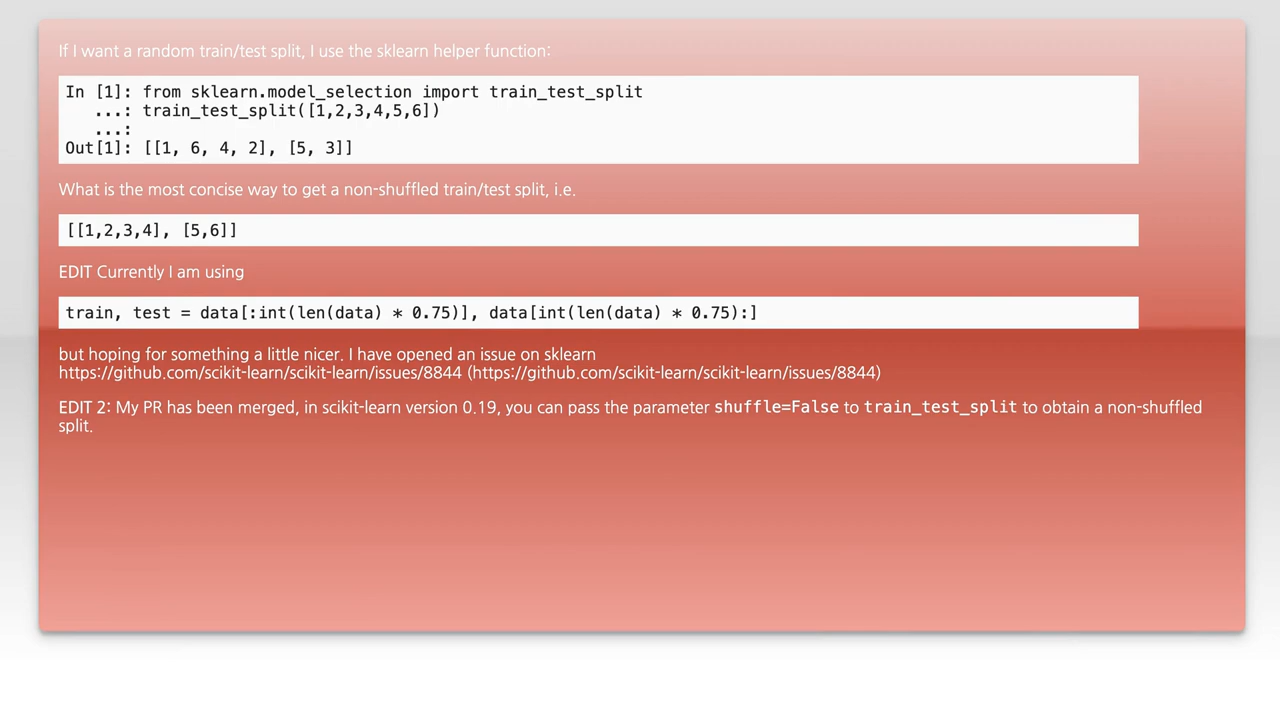 If I want a random train/test split, I use the sklearn helper function:
In [1]: from sklearn.model_selection import train_test_split
   ...: train_test_split([1,2,3,4,5,6])
   ...:
Out[1]: [[1, 6, 4, 2], [5, 3]]
What is the most concise way to get a non-shuffled train/test split, i.e.
[[1,2,3,4], [5,6]]
EDIT Currently I am using
train, test = data[:int(len(data) * 0.75)], data[int(len(data) * 0.75):]
but hoping for something a little nicer. I have opened an issue on sklearn
https://github.com/scikit-learn/scikit-learn/issues/8844 (https://github.com/scikit-learn/scikit-learn/issues/8844)
EDIT 2: My PR has been merged, in scikit-learn version 0.19, you can pass the parameter shuffle=False to train_test_split to obtain a non-shuffled
split.